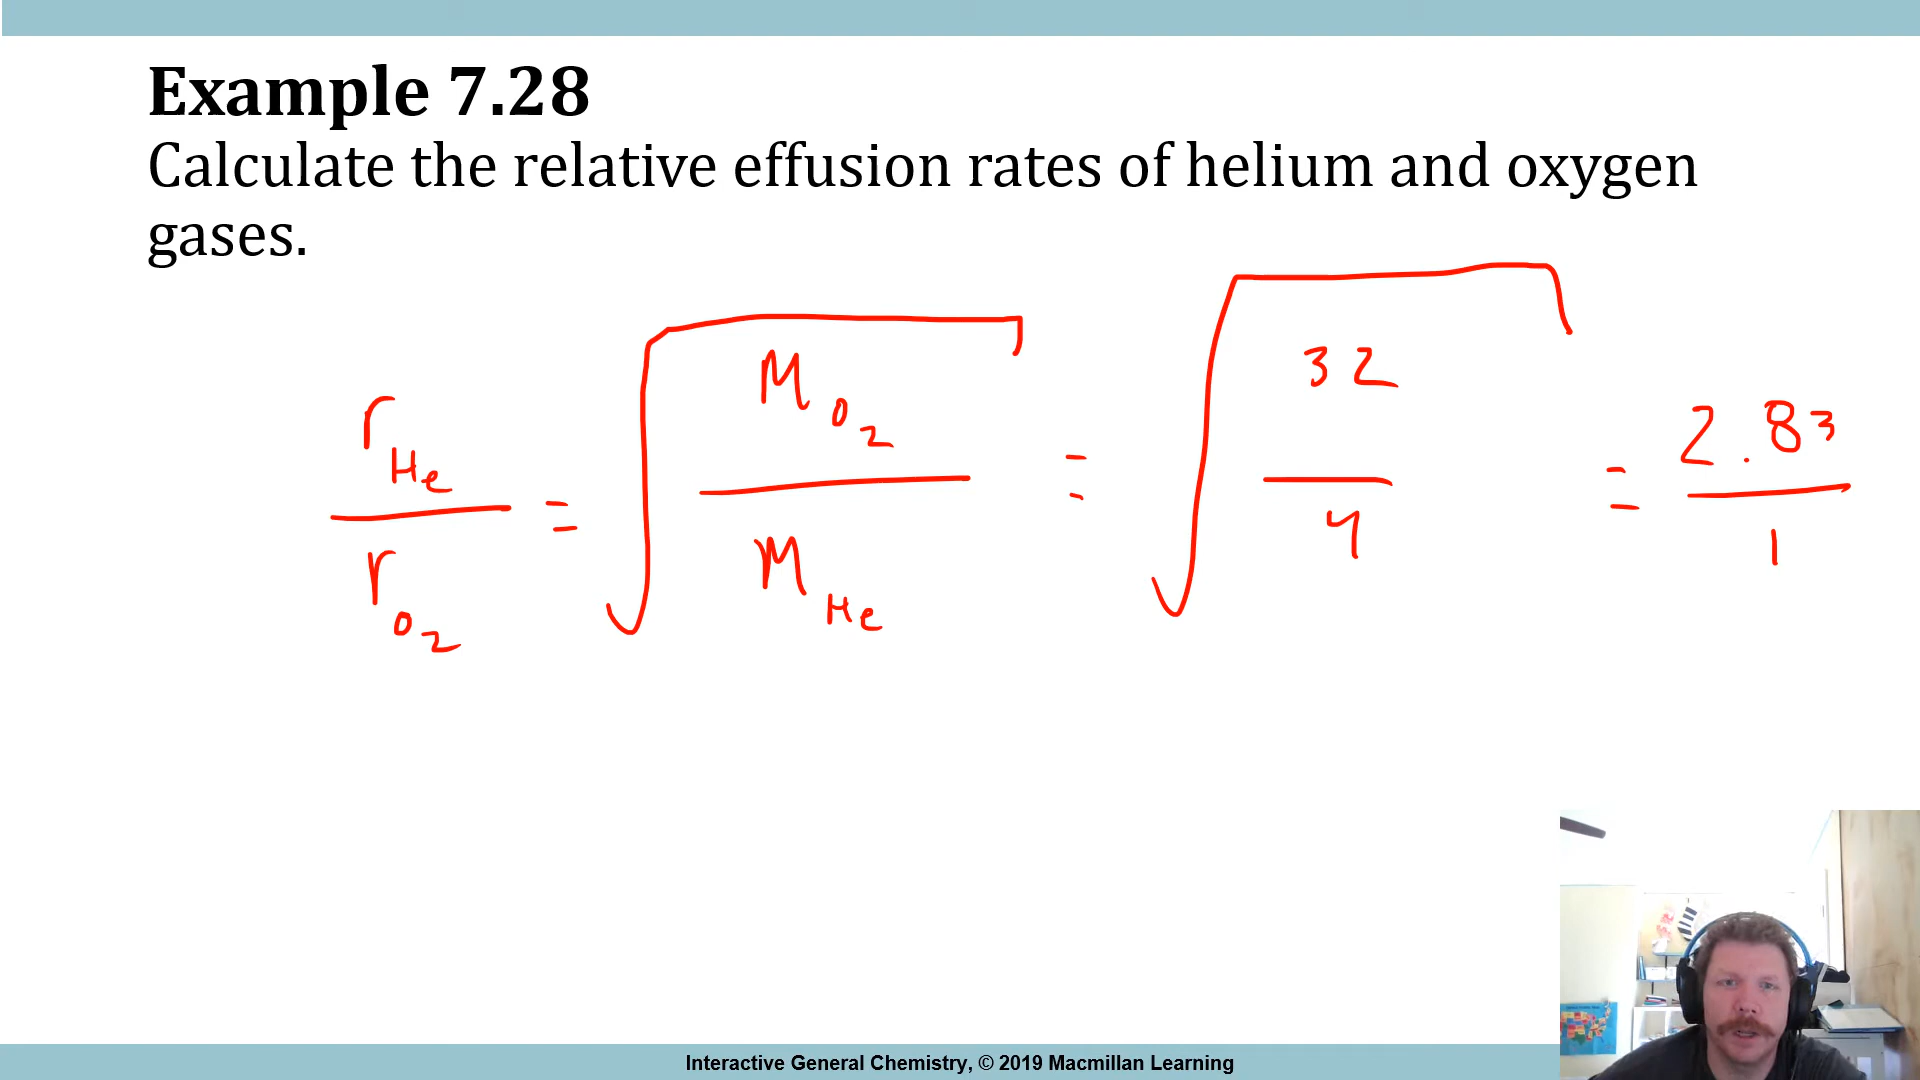 Example 7.28
Calculate the relative effusion rates of helium and oxygen
gases.
r_He / r_O₂ = √(M_O₂ / M_He) = √(32 / 4) = 2.83 / 1
Interactive General Chemistry, © 2019 Macmillan Learning